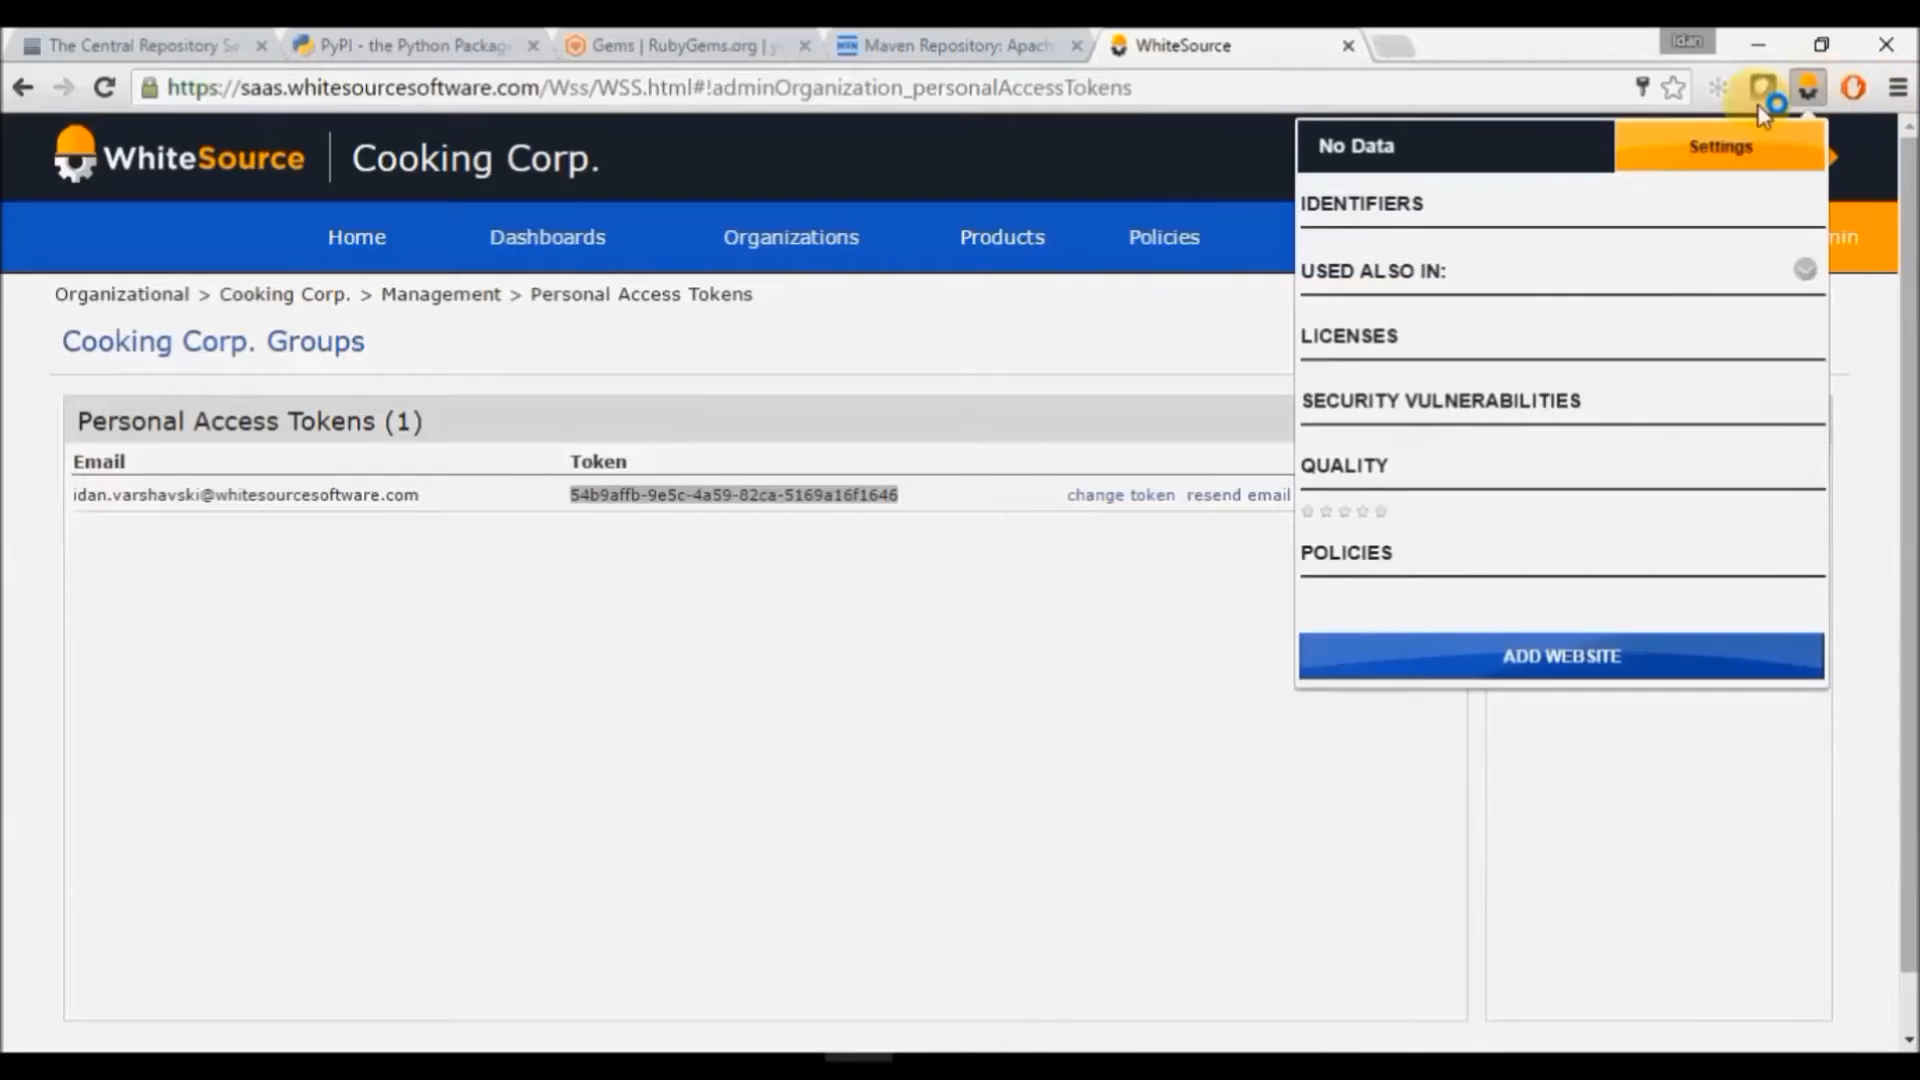 The Central Repository Se
PyPI - the Python Packag
Gems | RubyGems.org |
Maven Repository: Apach
WhiteSource
Idan
https://saas.whitesourcesoftware.com/Wss/WSS.html#!adminOrganization_personalAccessTokens
WhiteSource
Cooking Corp.
No Data
Settings
Home
Dashboards
Organizations
Products
Policies
IDENTIFIERS
USED ALSO IN:
LICENSES
SECURITY VULNERABILITIES
QUALITY
POLICIES
ADD WEBSITE
Organizational > Cooking Corp. > Management > Personal Access Tokens
Cooking Corp. Groups
Personal Access Tokens (1)
Email
Token
idan.varshavski@whitesourcesoftware.com
54b9affb-9e5c-4a59-82ca-5169a16f1646
change token
resend email